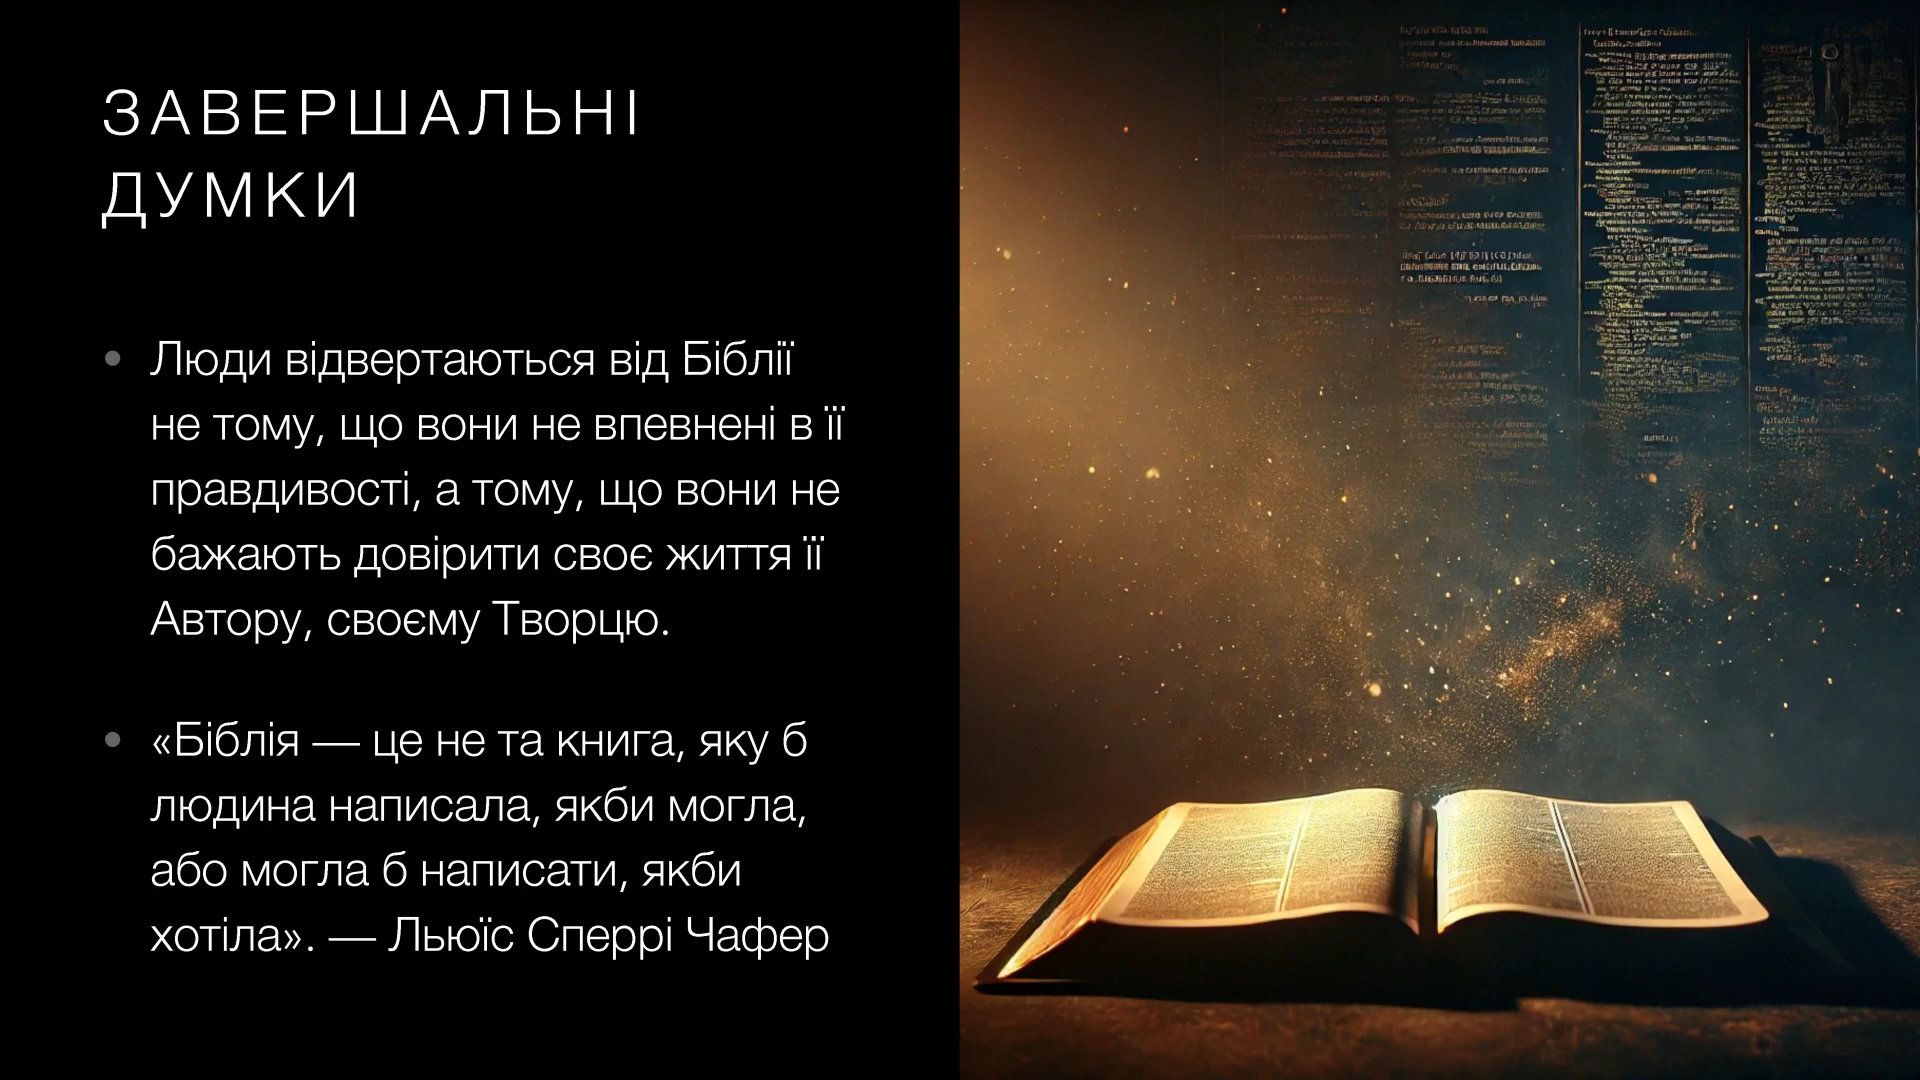 ЗАВЕРШАЛЬНІ
ДУМКИ
• Люди відвертаються від Біблії
не тому, що вони не впевнені в її
правдивості, а тому, що вони не
бажають довірити своє життя її
Автору, своєму Творцю.
• «Біблія — це не та книга, яку б
людина написала, якби могла,
або могла б написати, якби
хотіла». — Льюїс Сперрі Чафер